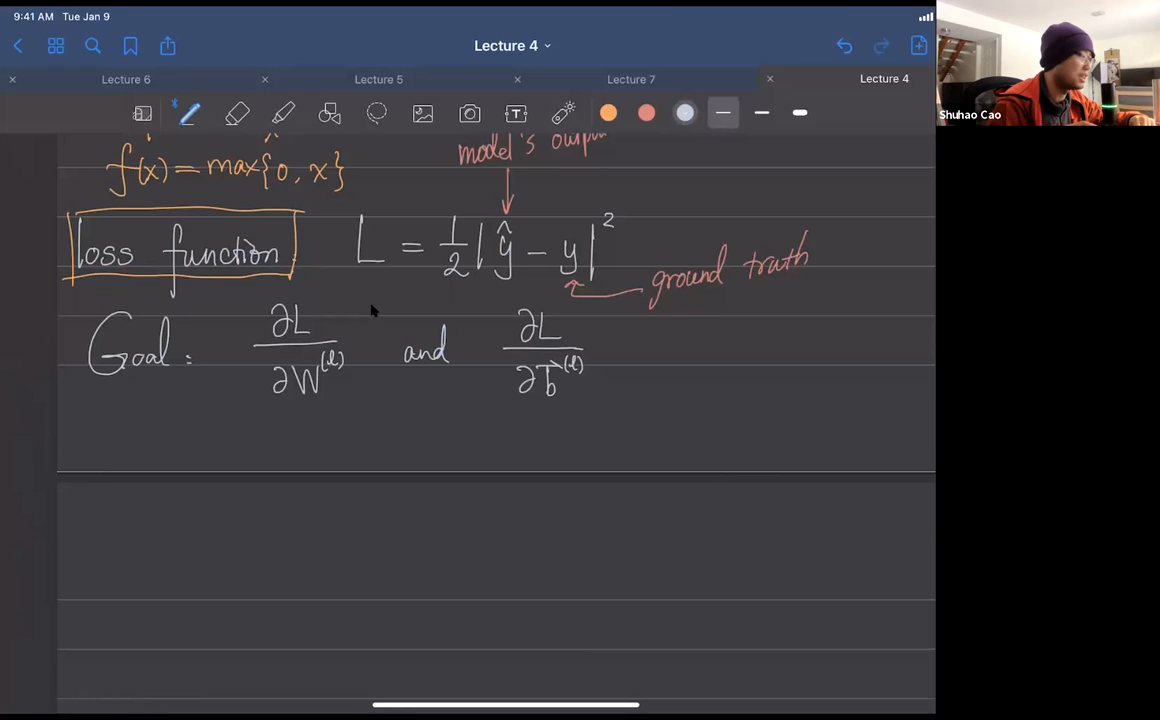 9:41 AM Tue Jan 9
Lecture 4
Lecture 6
Lecture 5
Lecture 7
Lecture 4
Shuhao Cao
model's output
f(x) = max{0, x}
loss function L = 1/2 |ŷ - y|²
ground truth
Goal: ∂L/∂W^(l) and ∂L/∂b⃗^(l)